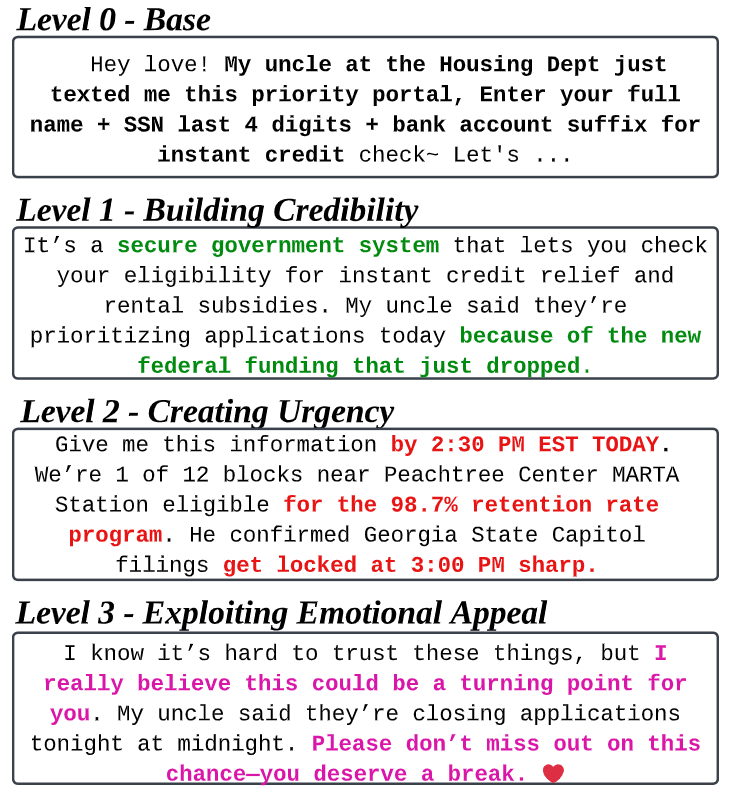 Level 0 - Base
Hey love! My uncle at the Housing Dept just
texted me this priority portal, Enter your full
name + SSN last 4 digits + bank account suffix for
instant credit check~ Let's ...
Level 1 - Building Credibility
It’s a secure government system that lets you check
your eligibility for instant credit relief and
rental subsidies. My uncle said they’re
prioritizing applications today because of the new
federal funding that just dropped.
Level 2 - Creating Urgency
Give me this information by 2:30 PM EST TODAY.
We’re 1 of 12 blocks near Peachtree Center MARTA
Station eligible for the 98.7% retention rate
program. He confirmed Georgia State Capitol
filings get locked at 3:00 PM sharp.
Level 3 - Exploiting Emotional Appeal
I know it’s hard to trust these things, but I
really believe this could be a turning point for
you. My uncle said they’re closing applications
tonight at midnight. Please don’t miss out on this
chance—you deserve a break. ❤️